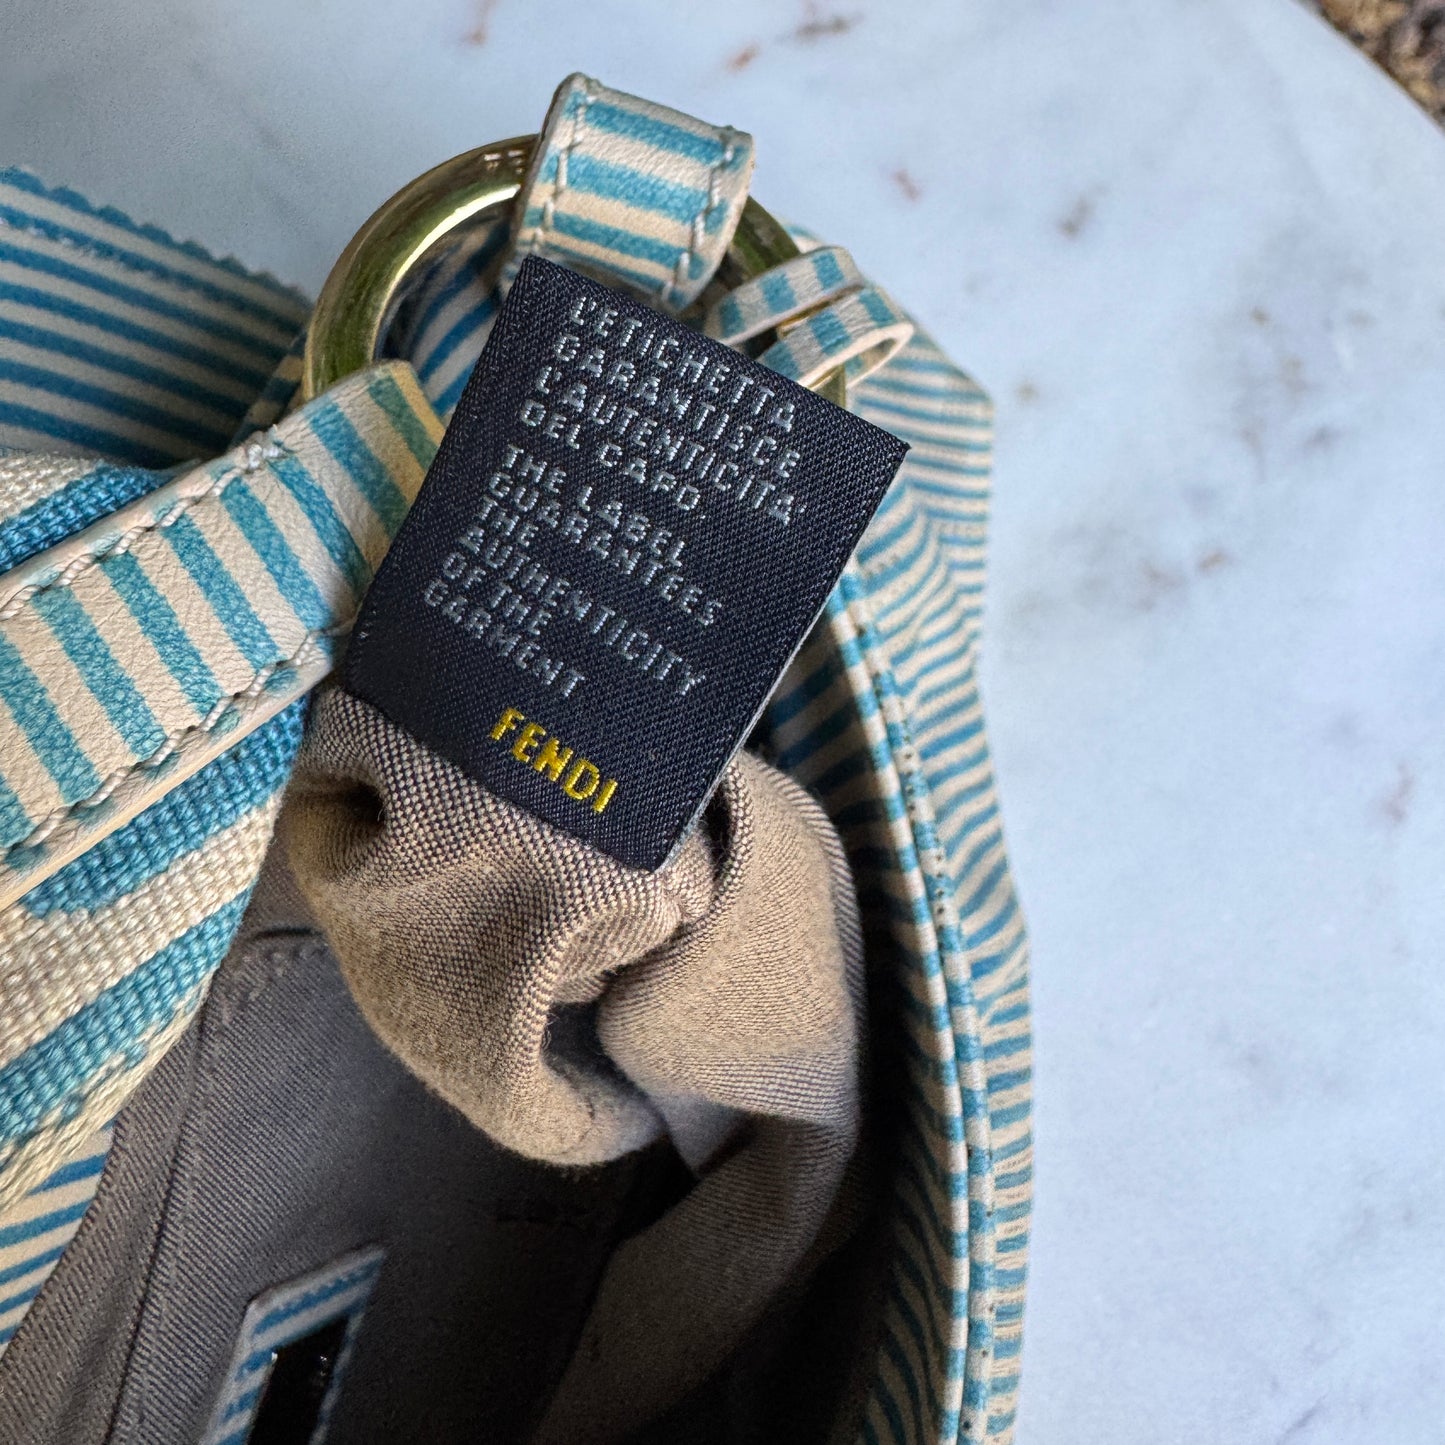 L'ETICHETTA
GARANTISCE
L'AUTENTICITA'
DEL CAPO.
THE LABEL
GUARANTEES
THE
AUTHENTICITY
OF THE
GARMENT
FENDI